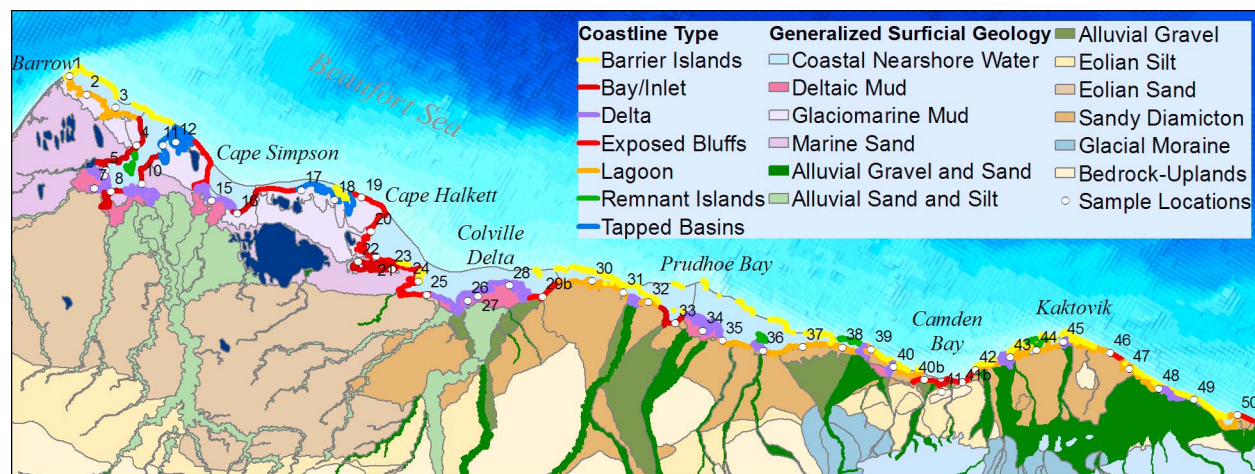 Coastline Type
Barrier Islands
Bay/Inlet
Delta
Exposed Bluffs
Lagoon
Remnant Islands
Tapped Basins
Generalized Surficial Geology
Coastal Nearshore Water
Deltaic Mud
Glaciomarine Mud
Marine Sand
Alluvial Gravel and Sand
Alluvial Sand and Silt
Alluvial Gravel
Eolian Silt
Eolian Sand
Sandy Diamicton
Glacial Moraine
Bedrock-Uplands
Sample Locations
Beaufort Sea
Barrow
Cape Simpson
Cape Halkett
Colville
Delta
Prudhoe Bay
Camden
Bay
Kaktovik
1
2
3
4
5
7
8
10
11
12
15
16
17
18
19
20
21
22
23
24
25
26
27
28
29b
30
31
32
33
34
35
36
37
38
39
40
40b
41
41b
42
43
44
45
46
47
48
49
50